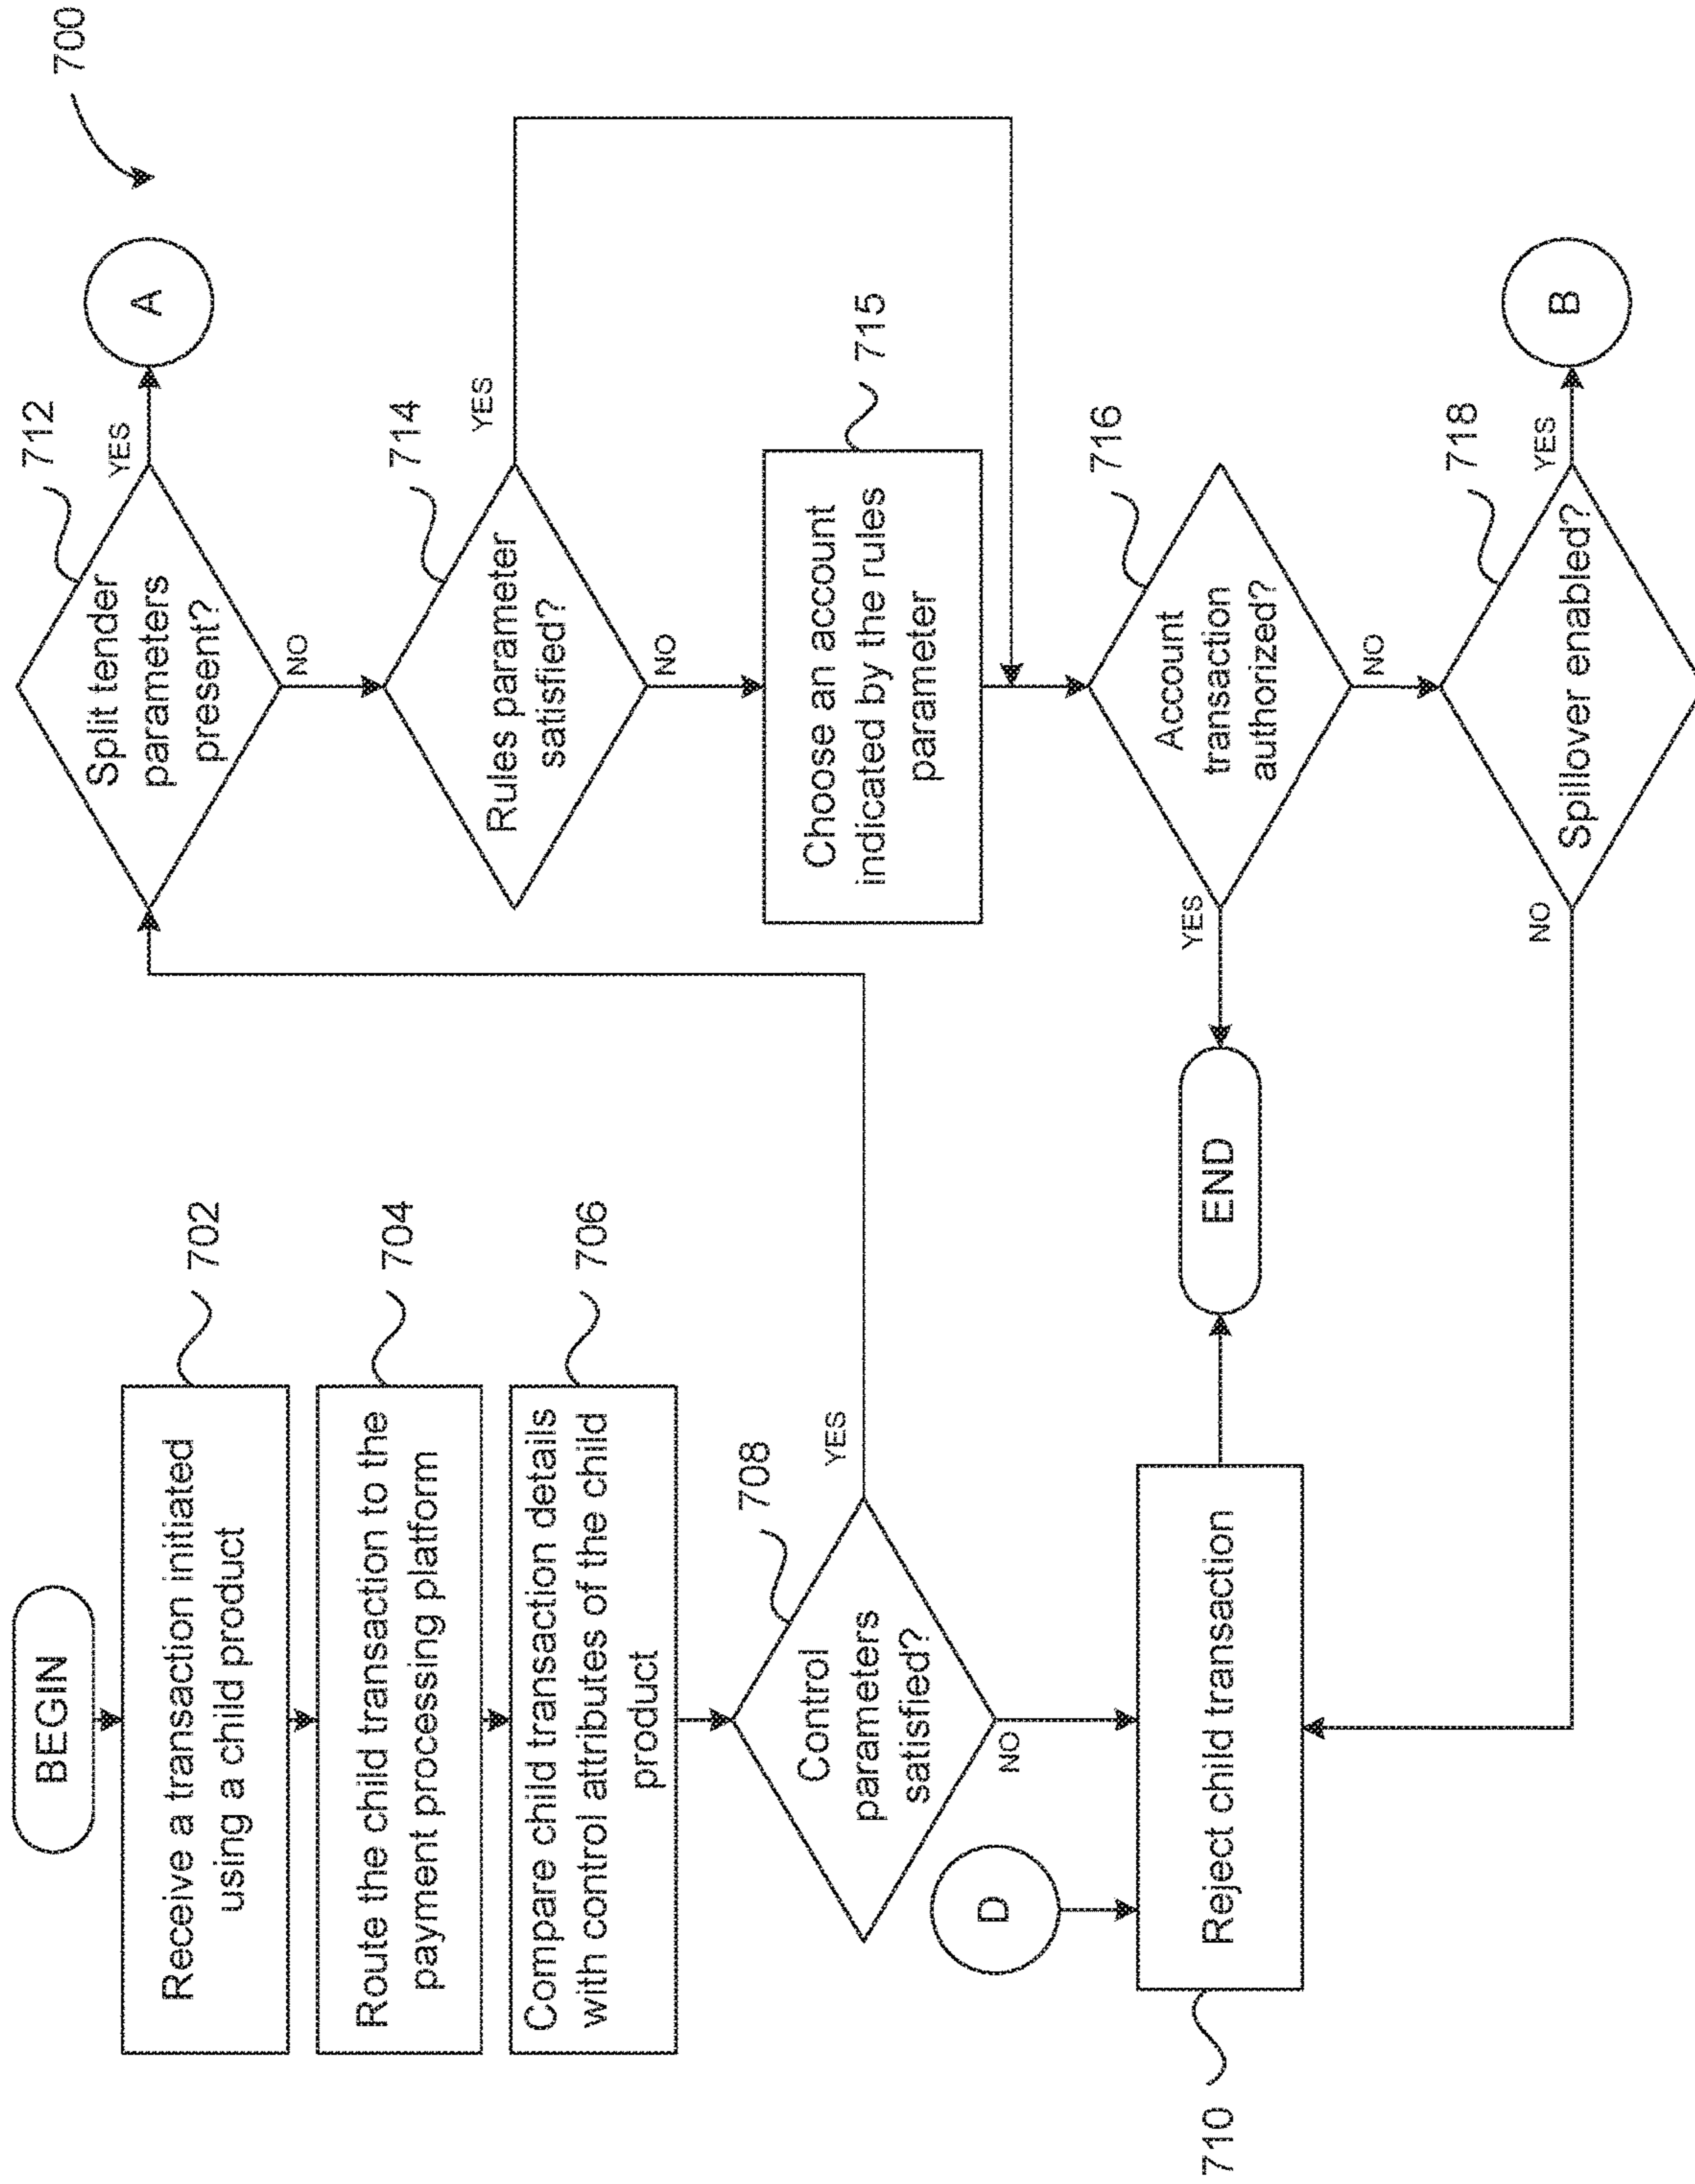 700
BEGIN
702
Receive a transaction initiated
using a child product
704
Route the child transaction to the
payment processing platform
706
Compare child transaction details
with control attributes of the child
product
708
Control
parameters
satisfied?
YES
NO
D
710
Reject child transaction
END
712
Split tender
parameters
present?
YES
A
NO
714
Rules parameter
satisfied?
YES
NO
715
Choose an account
indicated by the rules
parameter
716
Account
transaction
authorized?
YES
NO
718
Spillover enabled?
YES
B
NO